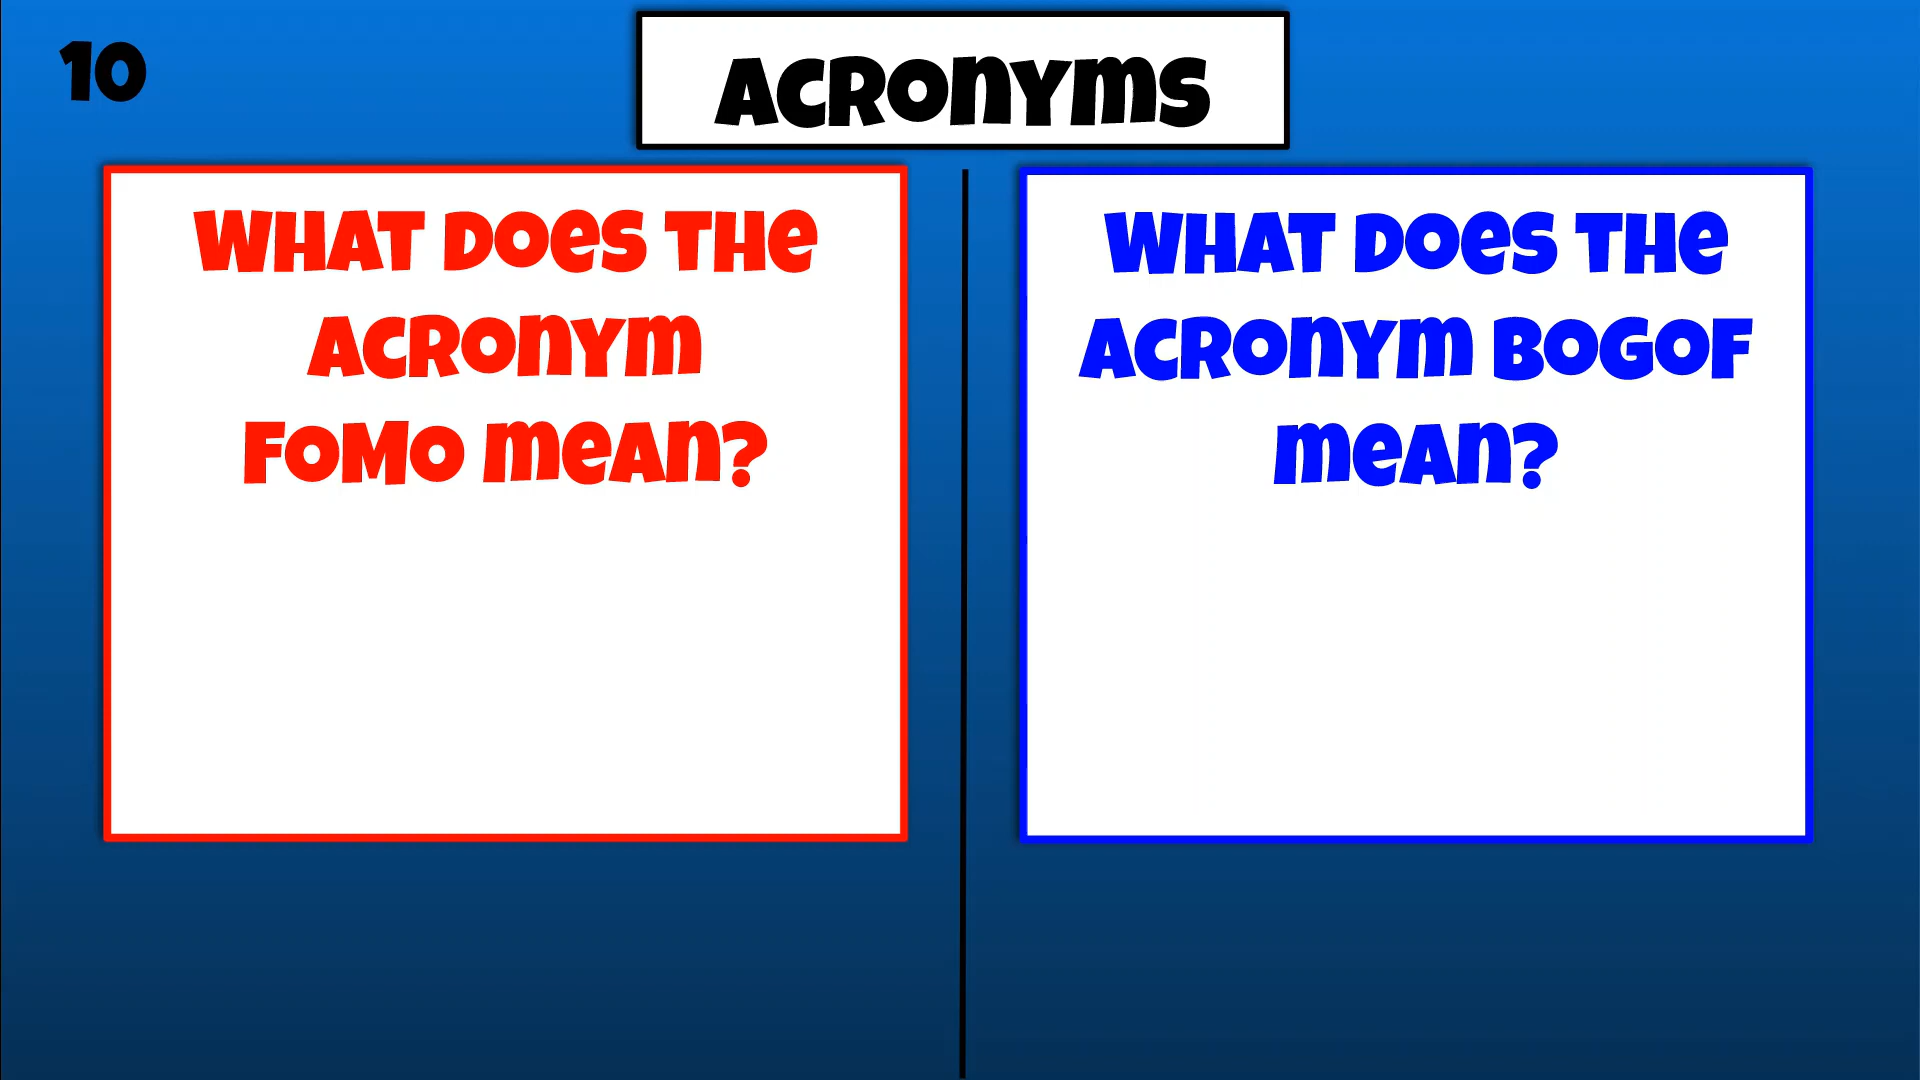 10
ACRONYMS
WHAT DOES THE
ACRONYM
FOMO MEAN?
WHAT DOES THE
ACRONYM BOGOF
MEAN?